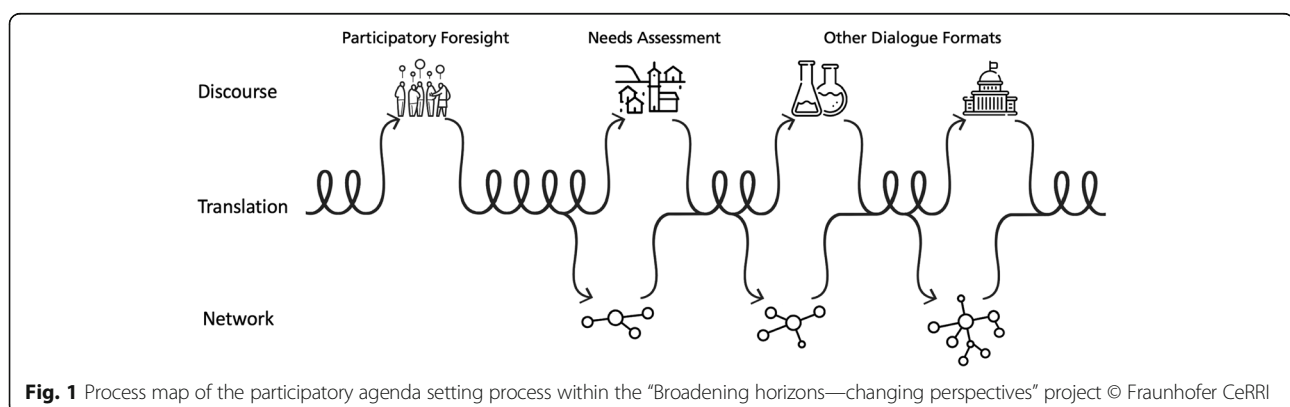 Participatory Foresight Needs Assessment Other Dialogue Formats
Discourse
Translation
Network
Fig. 1 Process map of the participatory agenda setting process within the “Broadening horizons—changing perspectives” project © Fraunhofer CeRRI